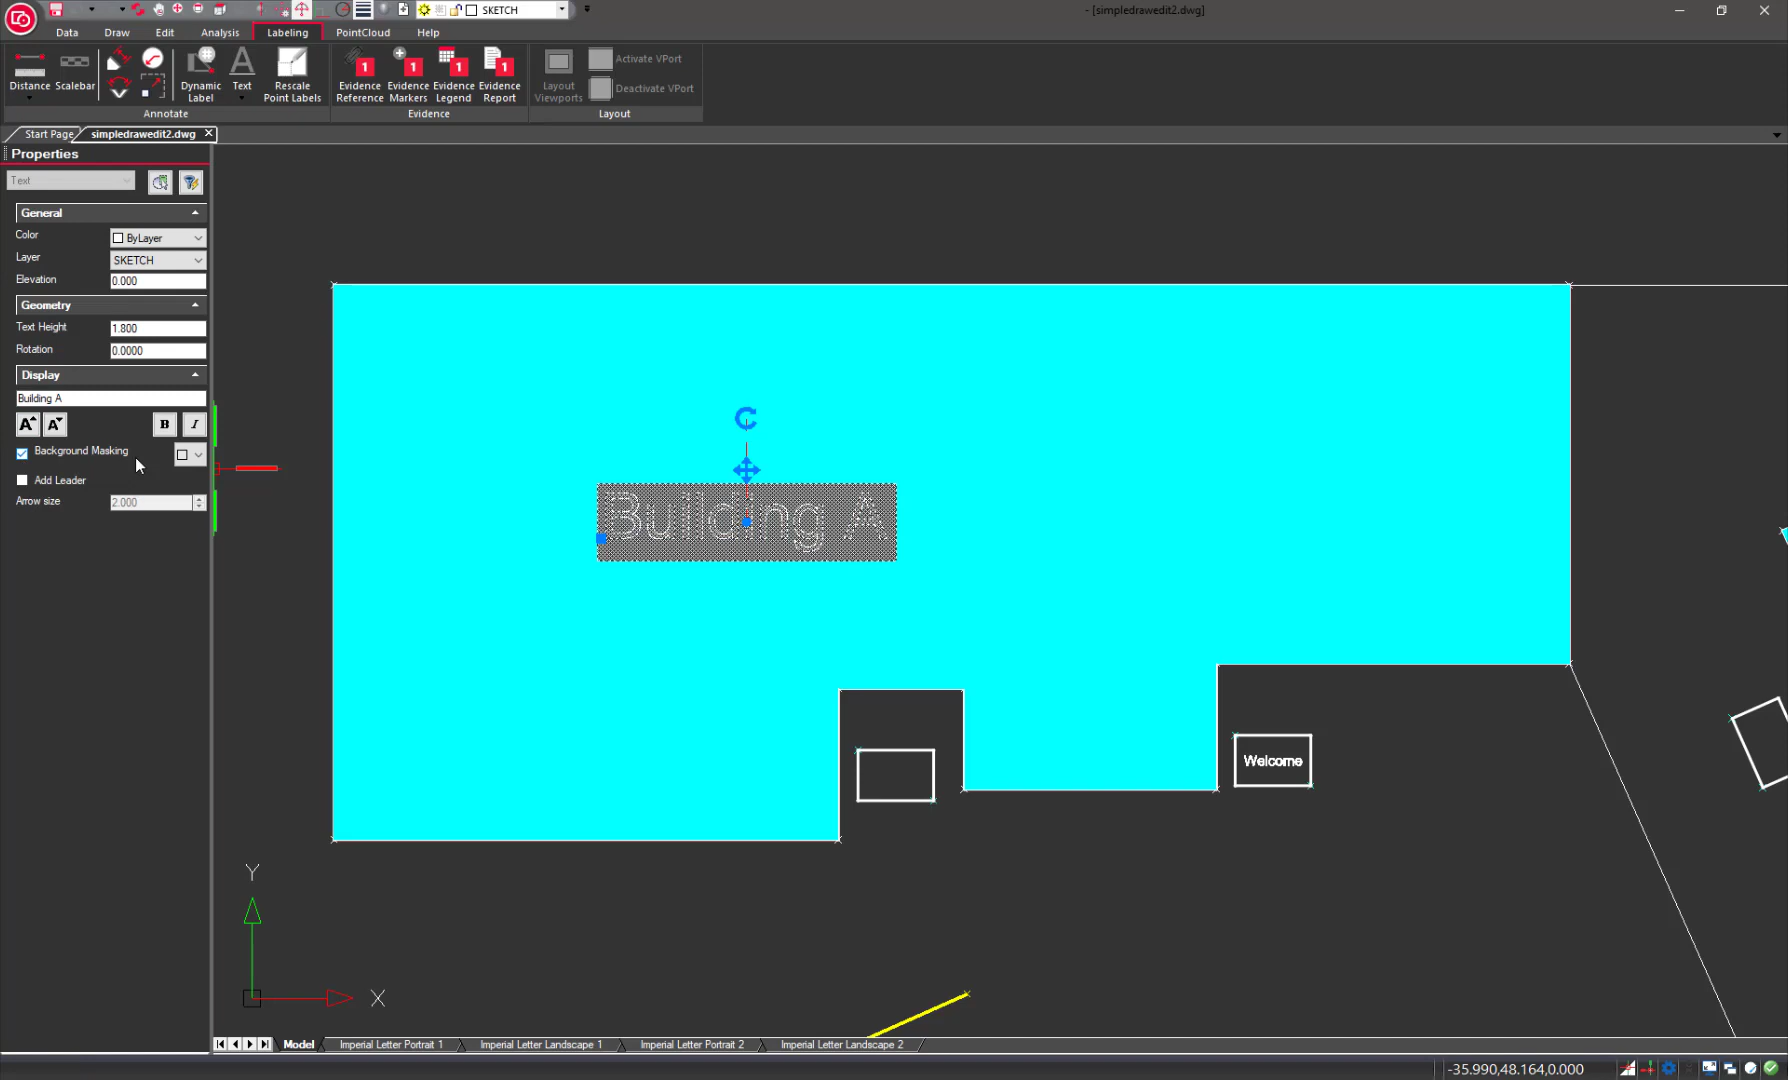 SKETCH
- [simpledrawedit2.dwg]
Data
Draw
Edit
Analysis
Labeling
PointCloud
Help
Distance
Scalebar
Dynamic
Label
A
Text
Rescale
Point Labels
Annotate
1
Evidence
Reference
1
Evidence
Markers
1
Evidence
Legend
1
Evidence
Report
Evidence
Layout
Viewports
Activate VPort
Deactivate VPort
Layout
Start Page
simpledrawedit2.dwg
Properties
Text
General
Color
ByLayer
Layer
SKETCH
Elevation
0.000
Geometry
Text Height
1.800
Rotation
0.0000
Display
Building A
A
A
B
I
Background Masking
Add Leader
Arrow size
2.000
Building A
Welcome
Y
X
Model
Imperial Letter Portrait 1
Imperial Letter Landscape 1
Imperial Letter Portrait 2
Imperial Letter Landscape 2
-35.990,48.164,0.000